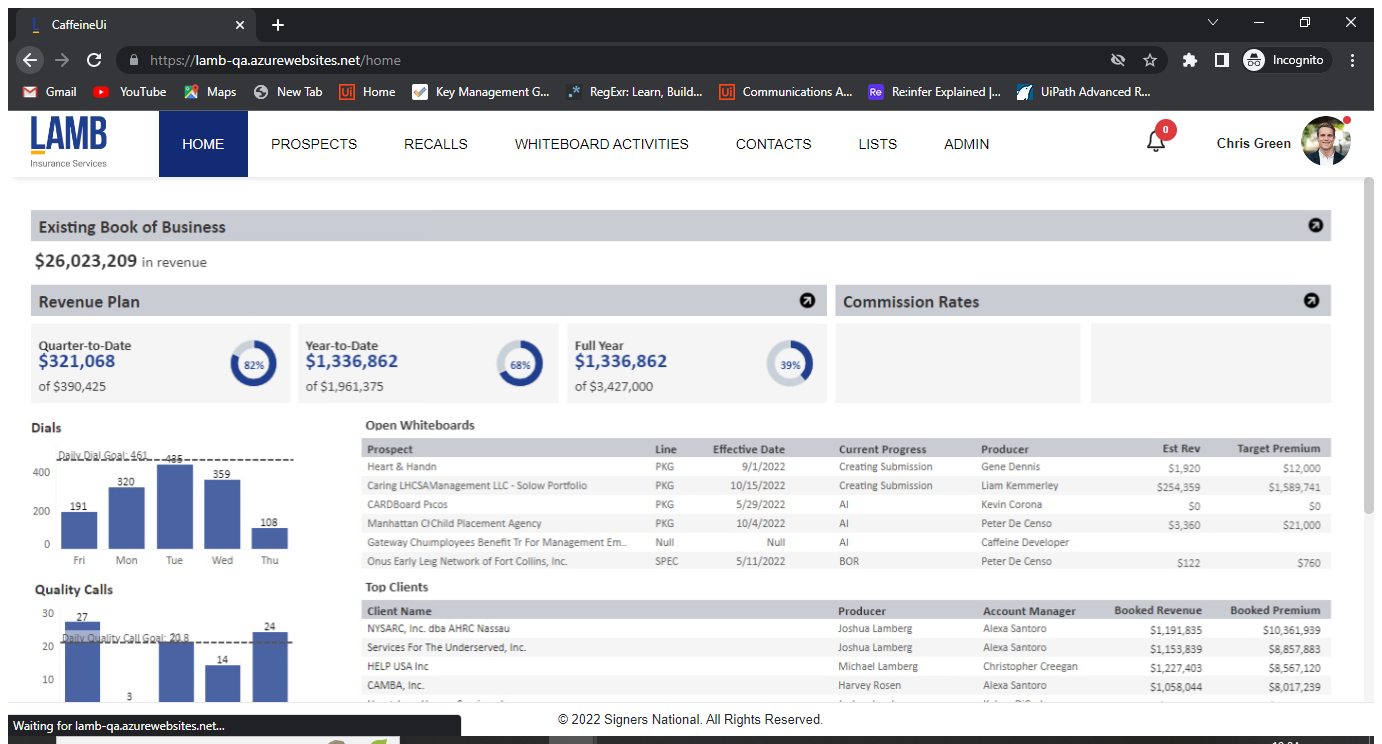 CaffeineUi
https://lamb-qa.azurewebsites.net/home
Incognito
Gmail YouTube Maps New Tab Home Key Management G... RegExr: Learn, Build... Communications A... Reinfer Explained |... UiPath Advanced R...
LAMB
Insurance Services
HOME PROSPECTS RECALLS WHITEBOARD ACTIVITIES CONTACTS LISTS ADMIN
0
Chris Green
Existing Book of Business
$26,023,209 in revenue
Revenue Plan
Commission Rates
Quarter-to-Date
$321,068
of $390,425
82%
Year-to-Date
$1,336,862
of $1,961,375
68%
Full Year
$1,336,862
of $3,427,000
39%
Dials
Daily Dial Goal: 461
400
200
0
191 320 485 359 108
Fri Mon Tue Wed Thu
Quality Calls
30
20
10
Daily Quality Call Goal: 20.8
27 3 14 24
Open Whiteboards
Prospect Line Effective Date Current Progress Producer Est Rev Target Premium
Heart & Handn PKG 9/1/2022 Creating Submission Gene Dennis $1,920 $12,000
Caring LHCSAManagement LLC - Solow Portfolio PKG 10/15/2022 Creating Submission Liam Kemmerley $254,359 $1,589,741
CARDBoard PKG 5/29/2022 AI Kevin Corona $0 $0
Manhattan Placement Agency PKG 10/4/2022 AI Peter De Censo $3,360 $21,000
Gateway Benefit Tr For Management Em... Null Null AI Caffeine Developer
Onus Early Network of Fort Collins, Inc. SPEC 5/11/2022 BOR Peter De Censo $122 $760
Top Clients
Client Name Producer Account Manager Booked Revenue Booked Premium
NYSARC, Inc. dba AHRC Nassau Joshua Lamberg Alexa Santoro $1,191,835 $10,361,939
Services For The Underserved, Inc. Joshua Lamberg Alexa Santoro $1,153,839 $8,857,883
HELP USA Inc Michael Lamberg Christopher Creegan $1,227,403 $8,567,120
CAMBA, Inc. Harvey Rosen Alexa Santoro $1,058,044 $8,017,239
© 2022 Signers National. All Rights Reserved.
Waiting for lamb-qa.azurewebsites.net...